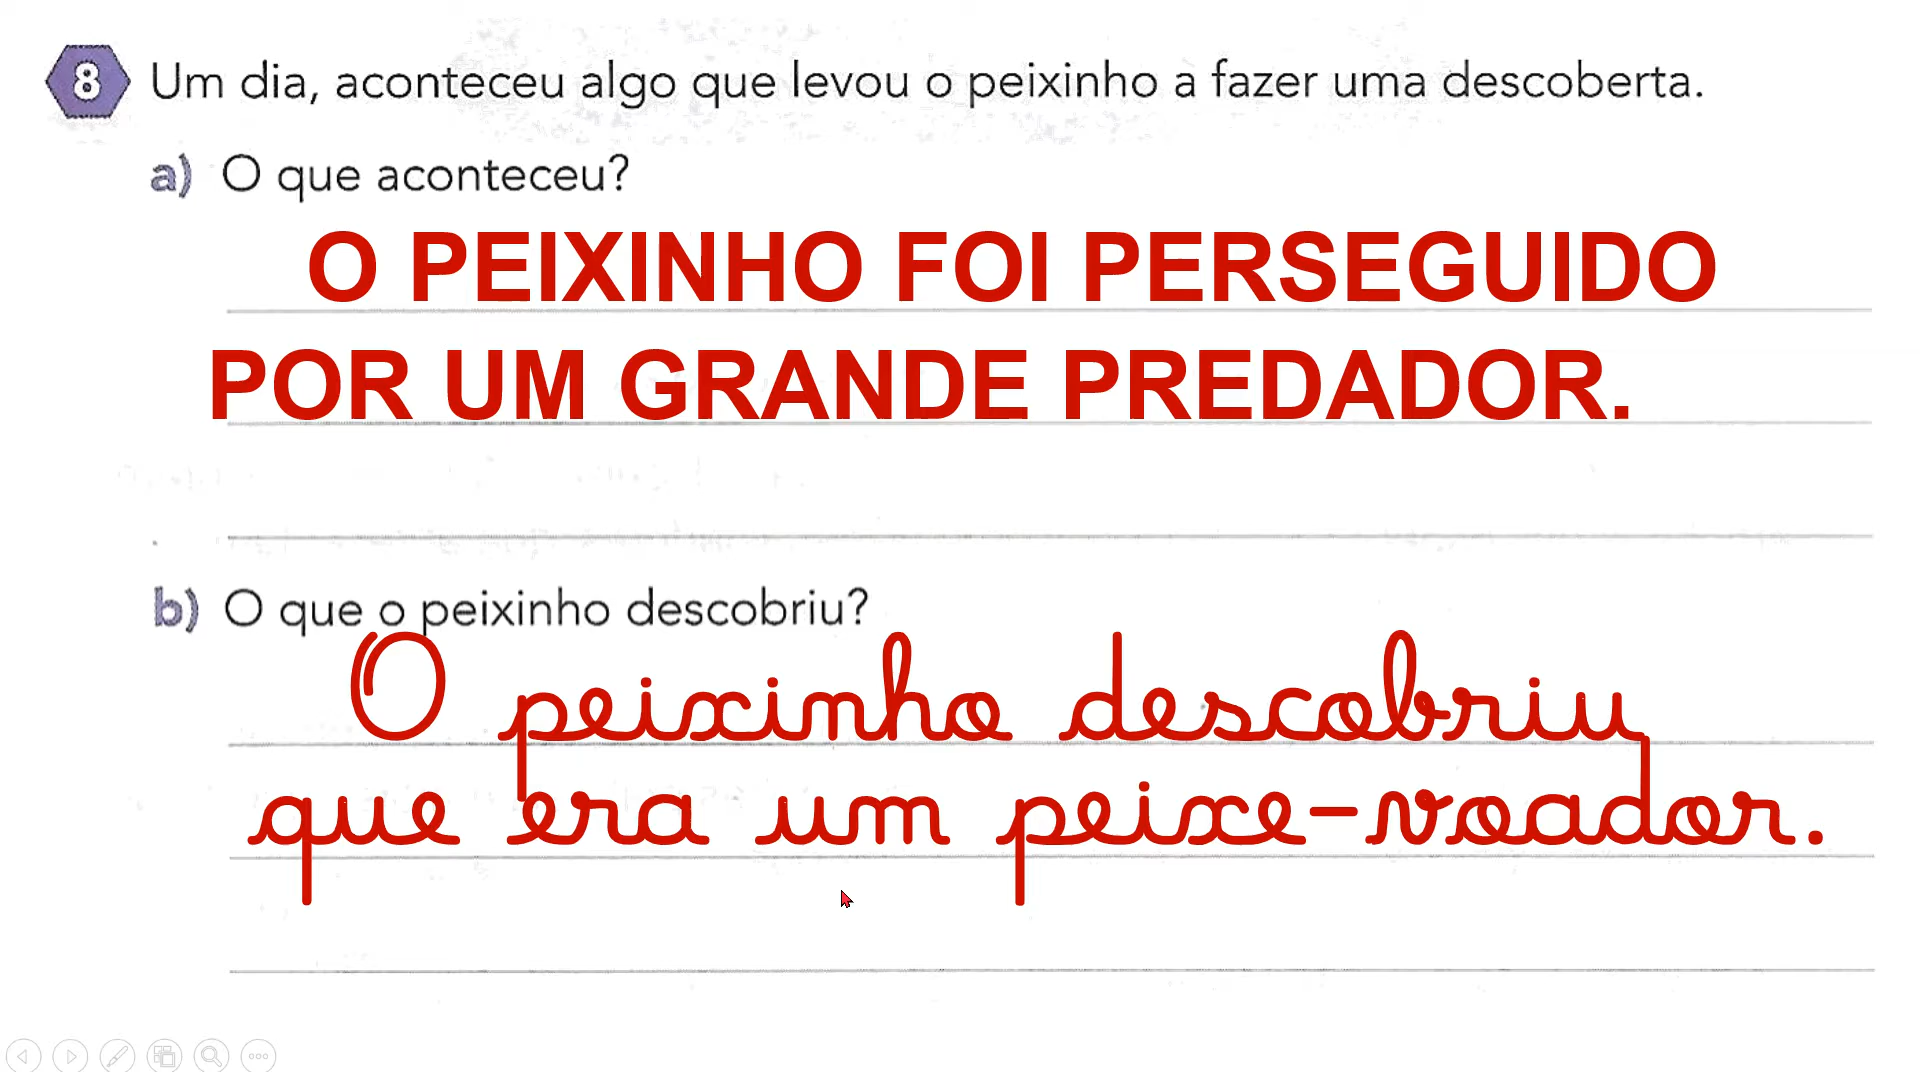 8 Um dia, aconteceu algo que levou o peixinho a fazer uma descoberta.
a) O que aconteceu?
O PEIXINHO FOI PERSEGUIDO
POR UM GRANDE PREDADOR.
b) O que o peixinho descobriu?
O peixinho descobriu
que era um peixe-voador.